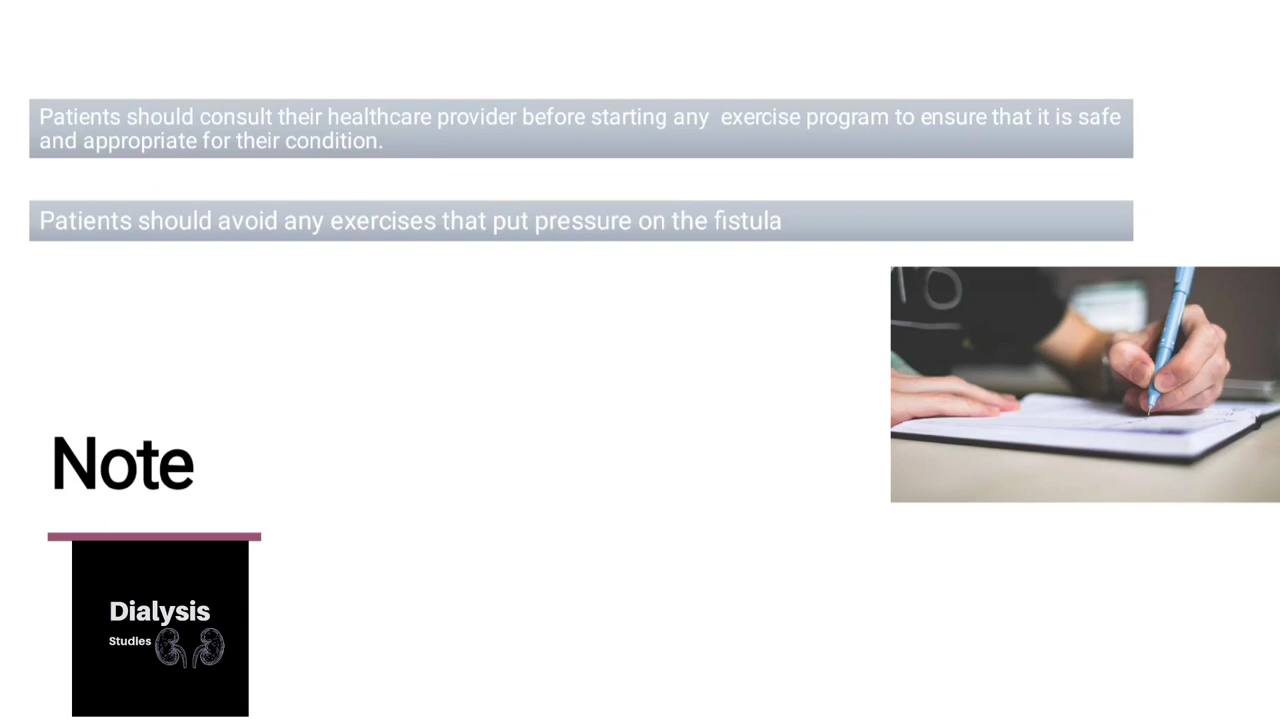 Patients should consult their healthcare provider before starting any  exercise program to ensure that it is safe
and appropriate for their condition.
Patients should avoid any exercises that put pressure on the fistula
Note
Dialysis
Studies